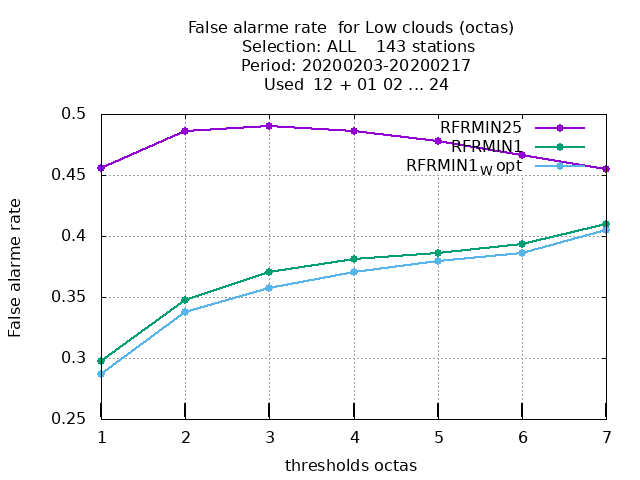 False alarme rate  for Low clouds (octas)
Selection: ALL    143 stations
Period: 20200203-20200217
Used  12 + 01 02 ... 24
RFRMIN25
RFRMIN1
RFRMIN1W opt
0.5
0.45
0.4
0.35
0.3
0.25
False alarme rate
1 2 3 4 5 6 7
thresholds octas